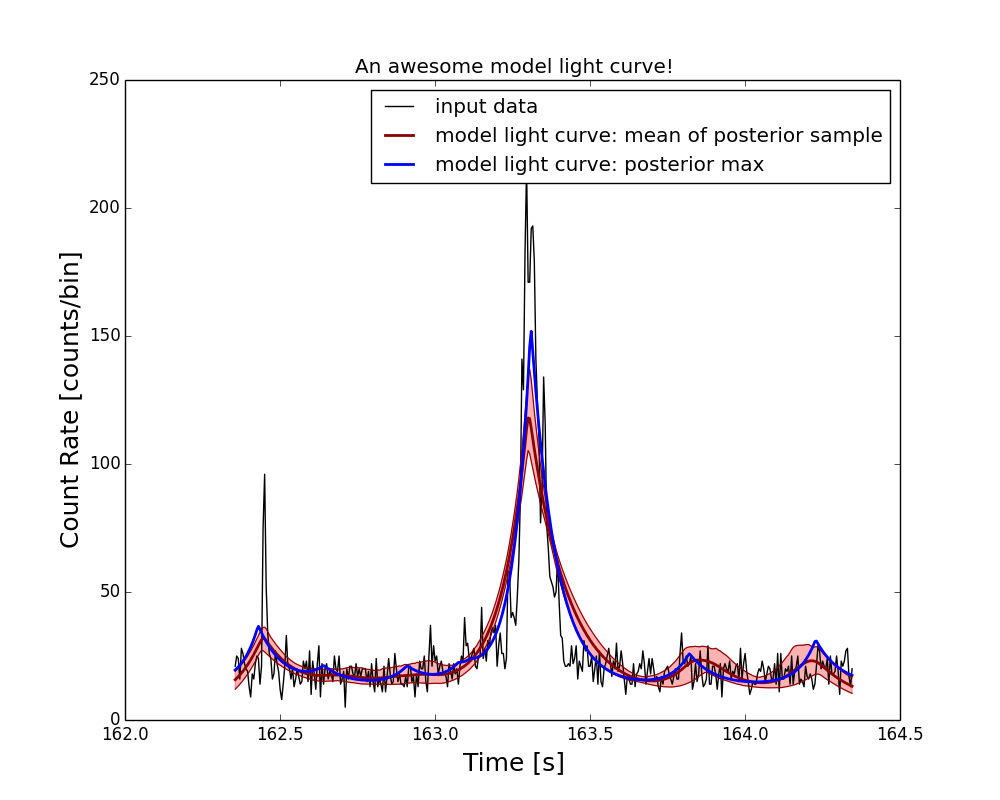 An awesome model light curve!
input data
model light curve: mean of posterior sample
model light curve: posterior max
Count Rate [counts/bin]
250
200
150
100
50
0
162.0 162.5 163.0 163.5 164.0 164.5
Time [s]